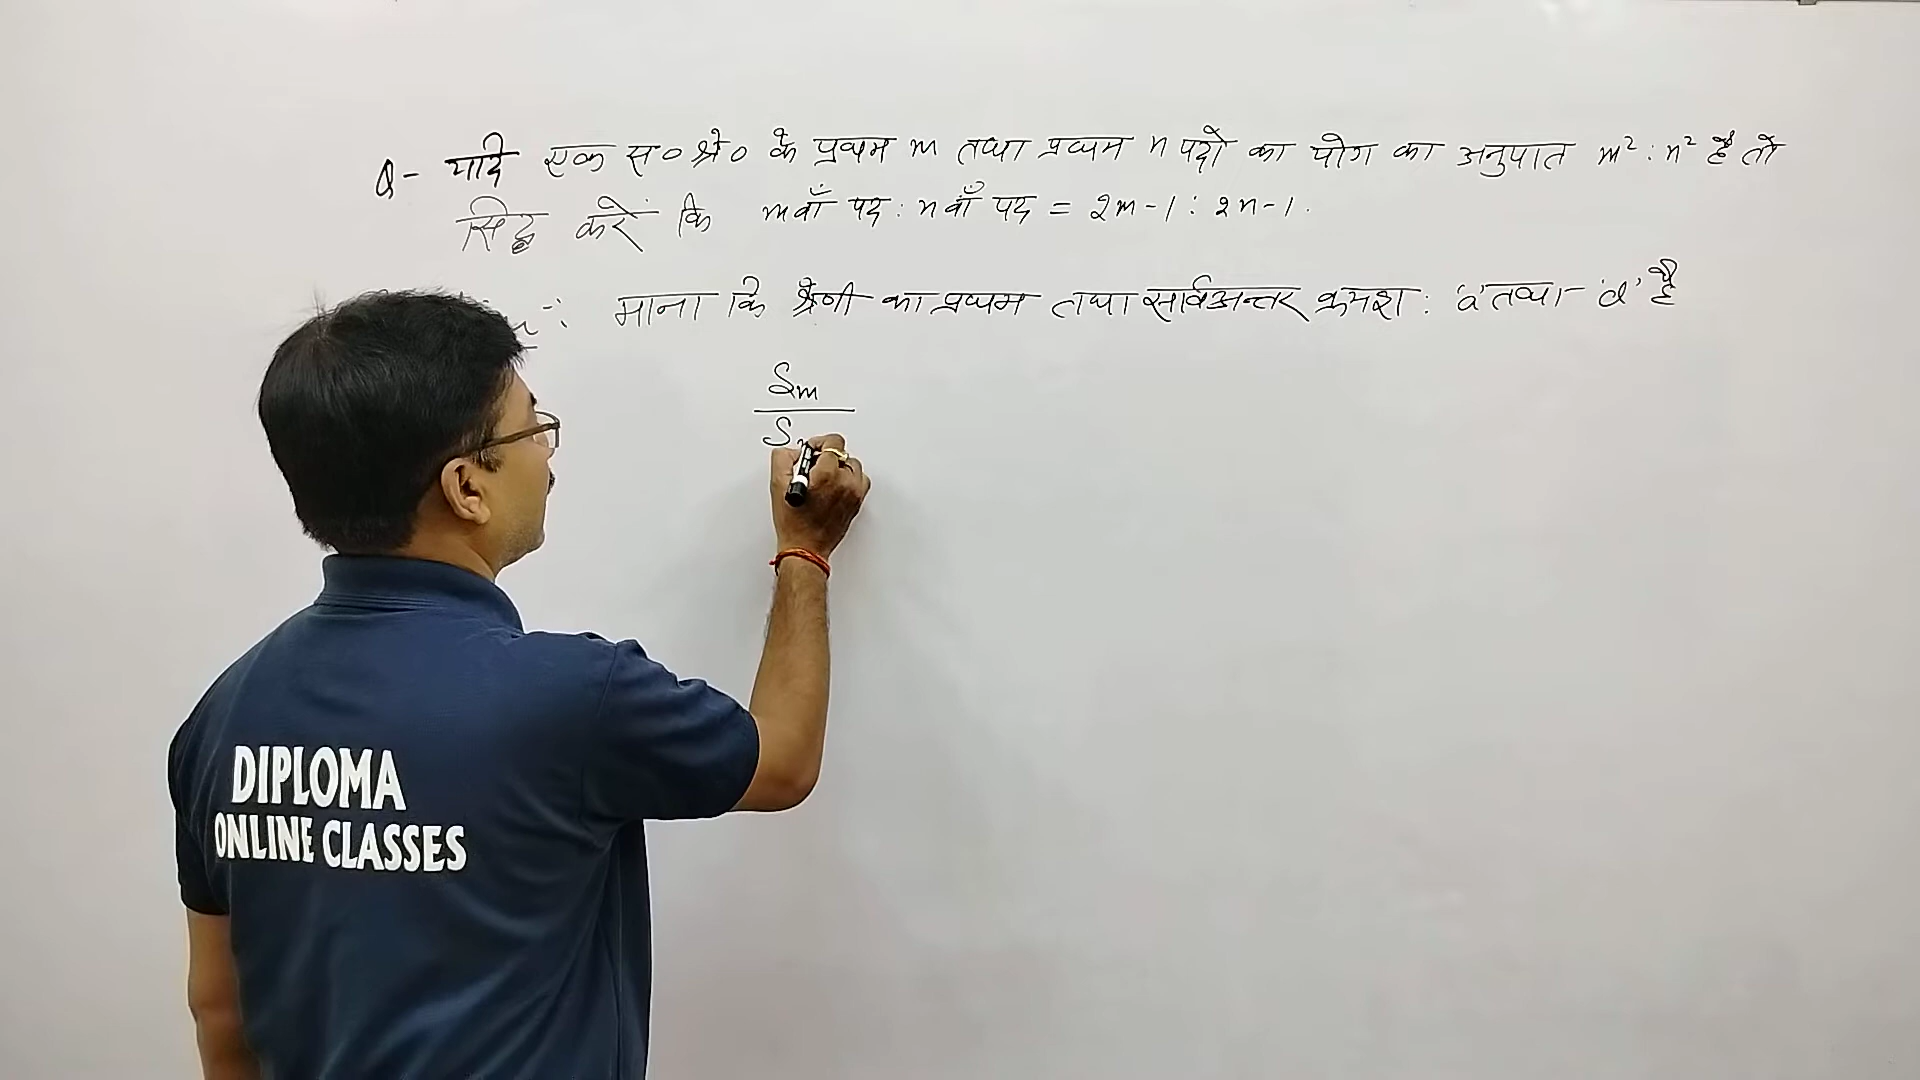 Q- यदि एक स० श्रे० के प्रथम m तथा प्रथम n पदो का योग का अनुपात m² : n² है तो
सिद्ध करें कि mवाँ पद : nवाँ पद = 2m-1 : 2n-1.
माना कि श्रेणी का प्रथम तथा सार्वअन्तर क्रमश : 'a' तथा 'd' है
Sm
S
DIPLOMA
ONLINE CLASSES